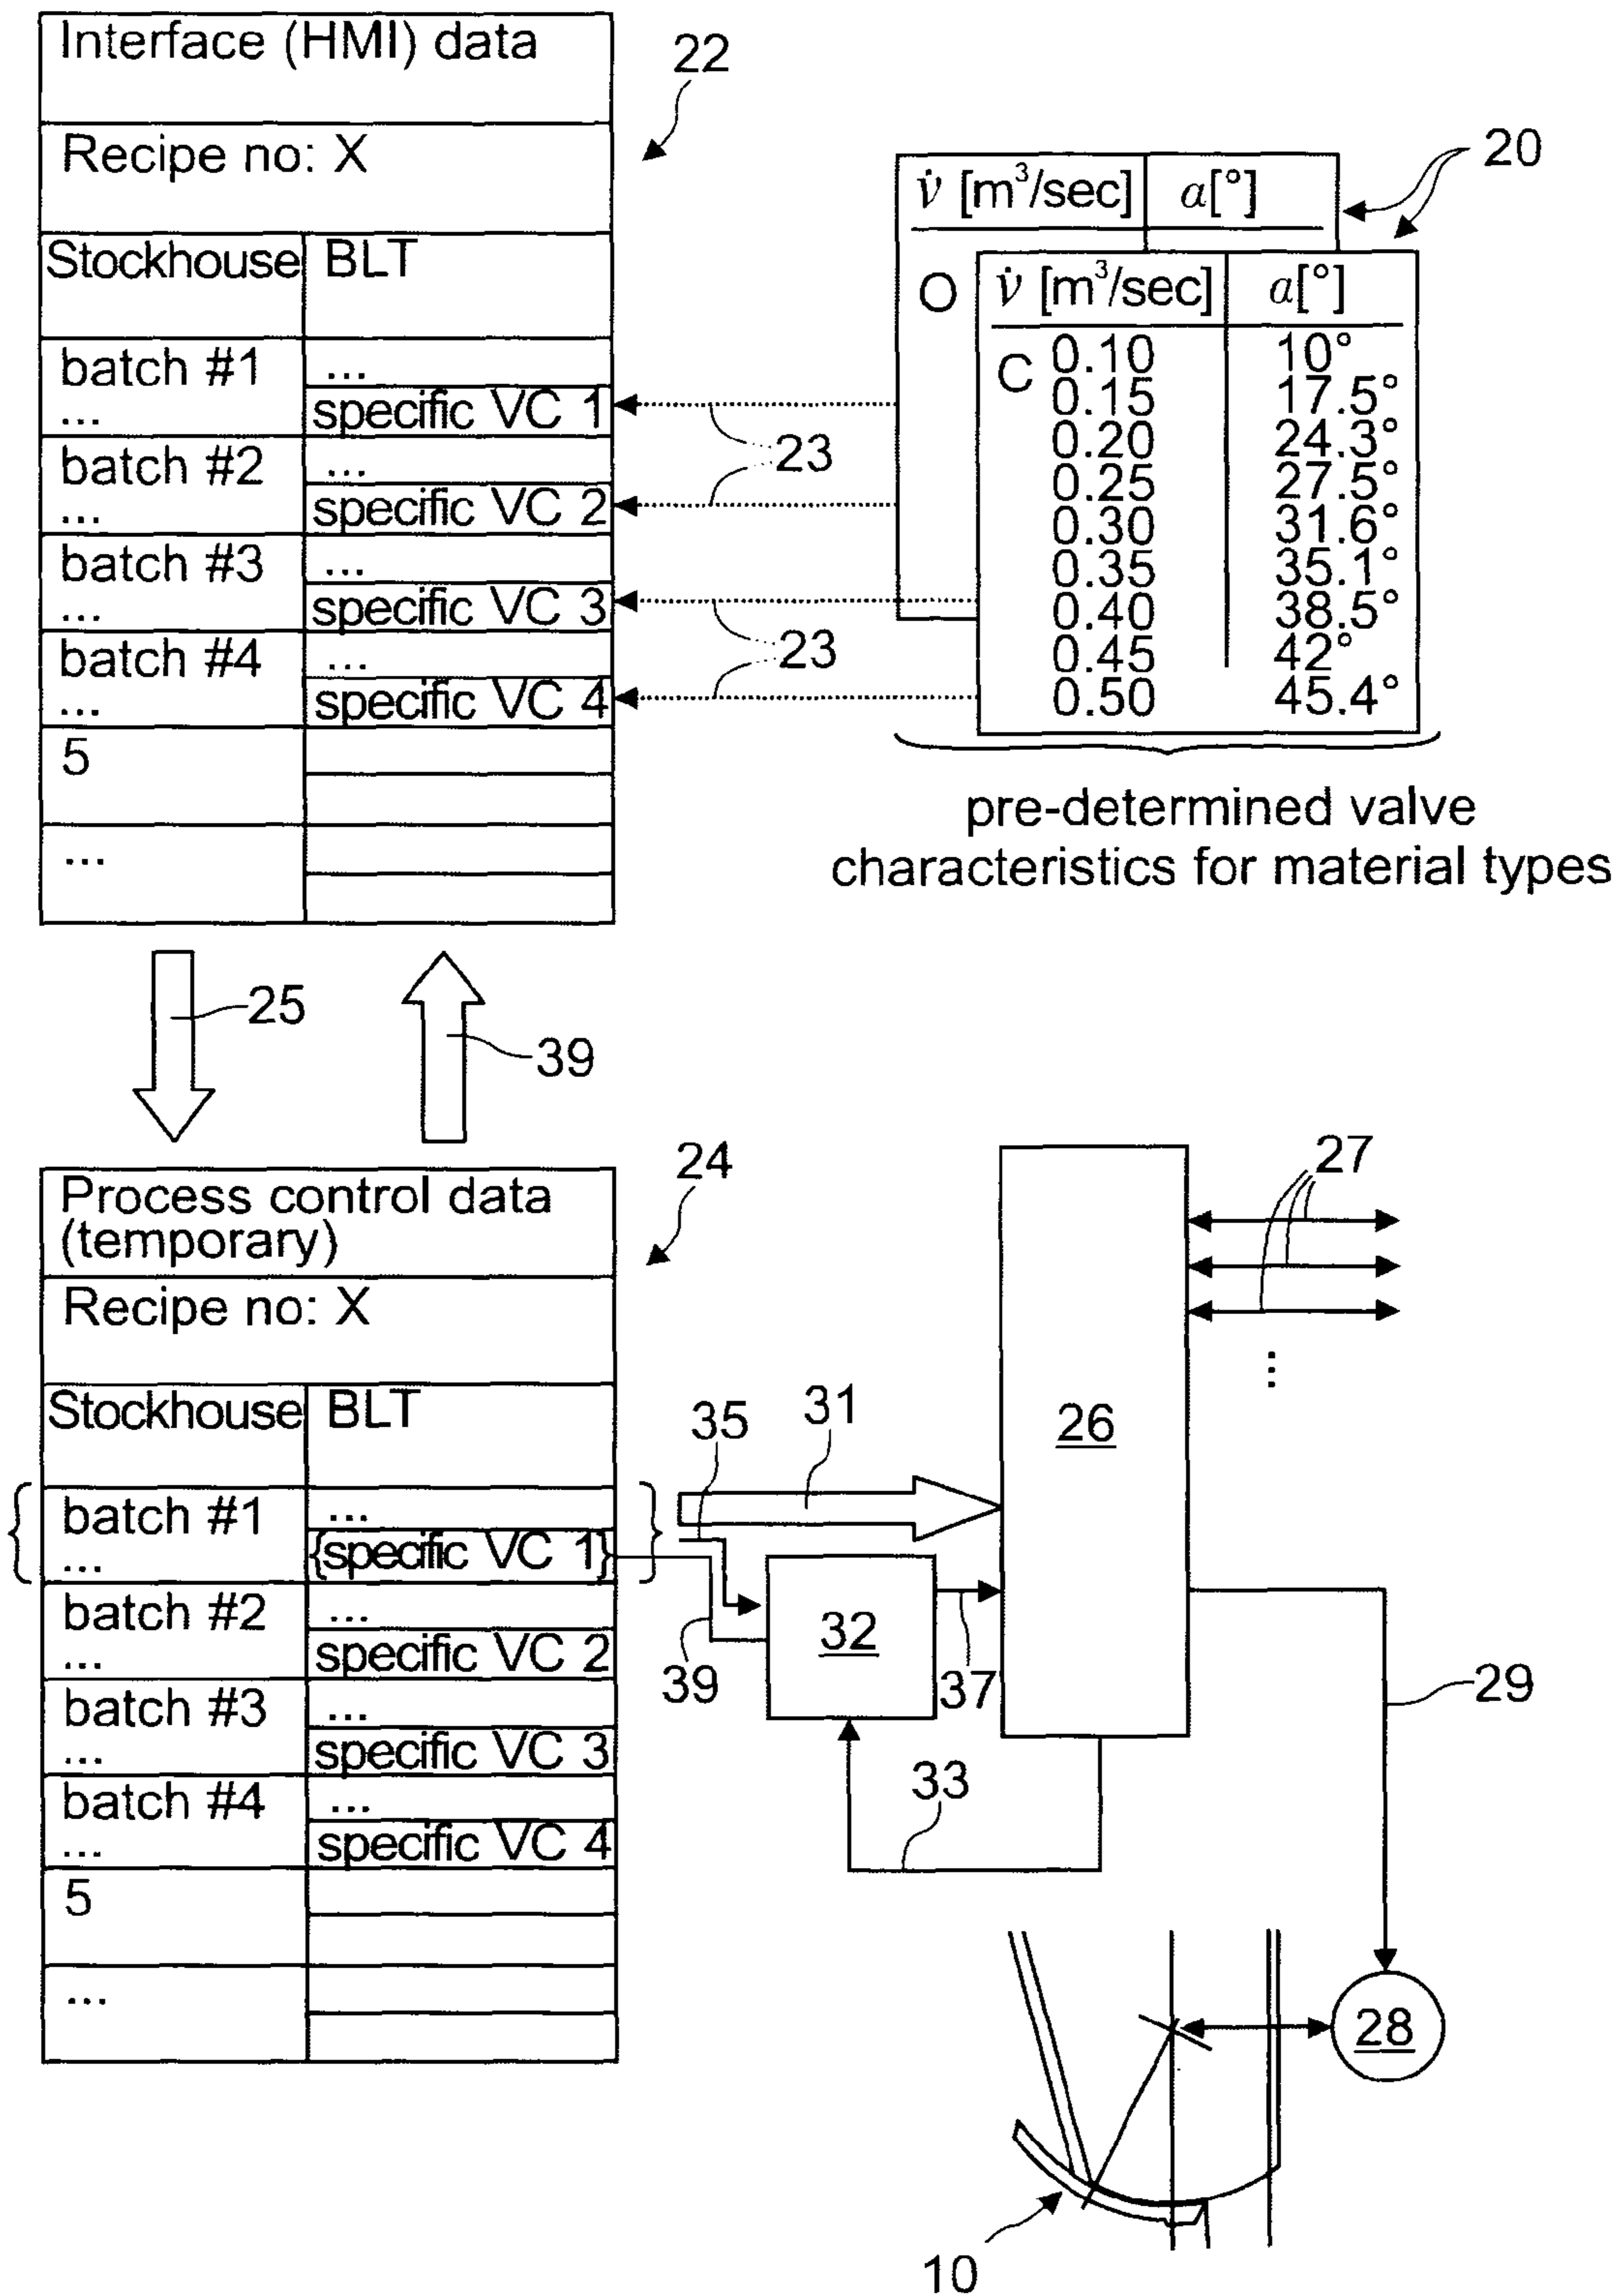 Interface (HMI) data
22
Recipe no: X
Stockhouse BLT
batch #1 ...
... specific VC 1
batch #2 ...
... specific VC 2
batch #3 ...
... specific VC 3
batch #4 ...
... specific VC 4
5
...
20
v̇ [m³/sec] a[°]
O
v̇ [m³/sec] a[°]
C
0.10 10°
0.15 17.5°
0.20 24.3°
0.25 27.5°
0.30 31.6°
0.35 35.1°
0.40 38.5°
0.45 42°
0.50 45.4°
23
23
pre-determined valve
characteristics for material types
25
39
24
Process control data
(temporary)
Recipe no: X
Stockhouse BLT
batch #1 ...
... {specific VC 1}
batch #2 ...
... specific VC 2
batch #3 ...
... specific VC 3
batch #4 ...
... specific VC 4
5
...
27
...
35
31
26
32
39
37
29
33
28
10